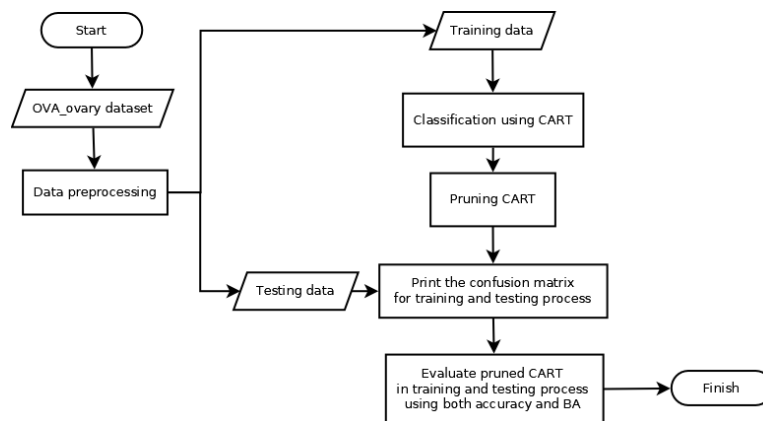 Start
OVA_ovary dataset
Data preprocessing
Training data
Classification using CART
Pruning CART
Testing data
Print the confusion matrix
for training and testing process
Evaluate pruned CART
in training and testing process
using both accuracy and BA
Finish